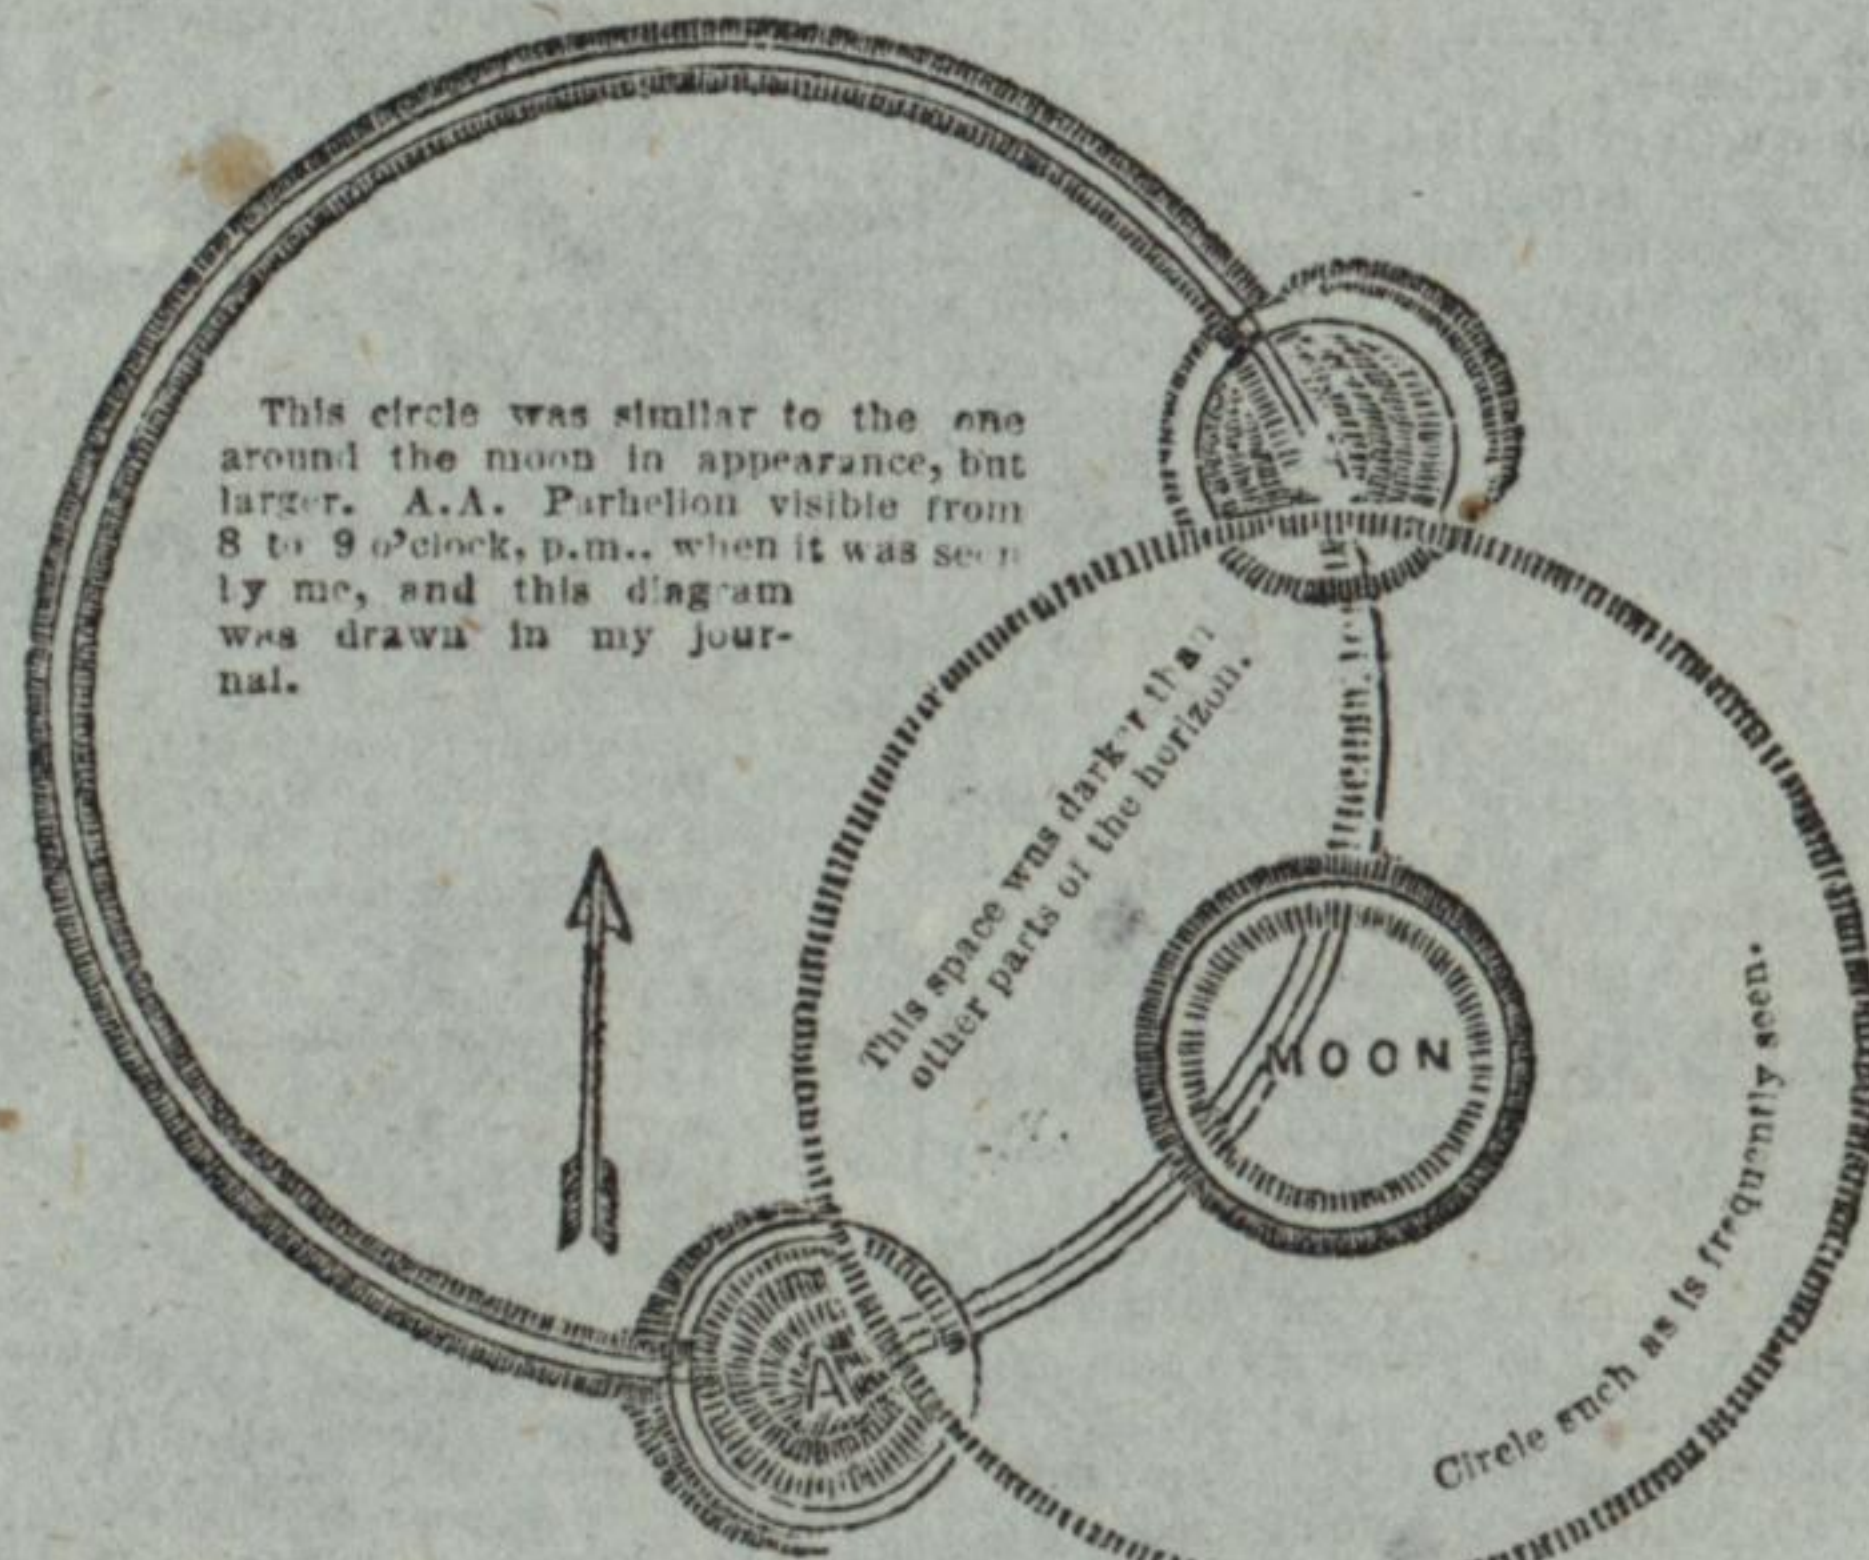 This circle was similar to the one
around the moon in appearance, but
larger. A.A. Parhelion visible from
8 to 9 o'clock, p.m.. when it was seen
by me, and this diagram
was drawn in my jour-
nal.
This space was darker than
other parts of the horizon.
MOON
A
Circle such as is frequently seen.